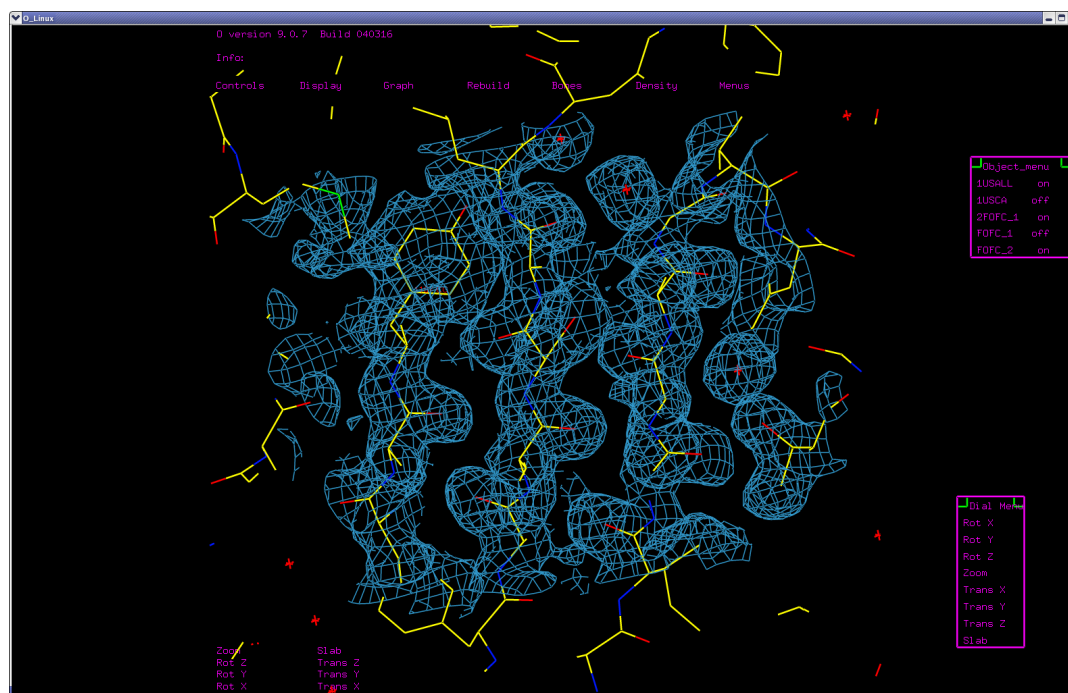 O_Linux
O version 9.0.7 Build 040316
Info:
Controls Display Graph Rebuild Bones Density Menus
Object_menu
1USALL on
1USCA off
2FOFC_1 on
FOFC_1 off
FOFC_2 on
Dial Menu
Rot X
Rot Y
Rot Z
Zoom
Trans X
Trans Y
Trans Z
Slab
Zoom Slab
Rot Z Trans Z
Rot Y Trans Y
Rot X Trans X